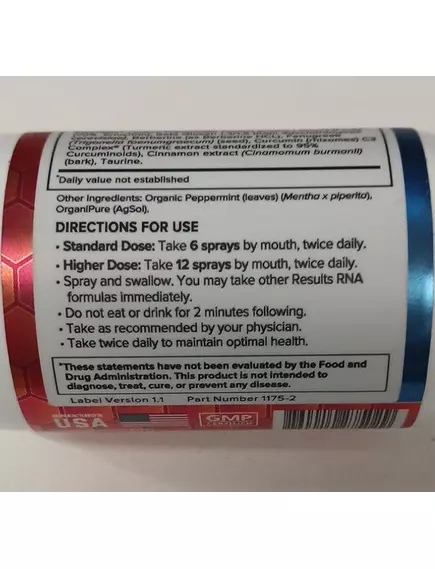 (Trigonella foenumgraecum) (seed), Curcumin (rhizomes) C3
Complex® (Turmeric extract standardized to 95%
Curcuminoids), Cinnamon extract (Cinamomum burmanii)
(bark), Taurine.
*Daily value not established
Other ingredients: Organic Peppermint (leaves) (Mentha x piperita),
OrganiPure (AgSol),
DIRECTIONS FOR USE
• Standard Dose: Take 6 sprays by mouth, twice daily.
• Higher Dose: Take 12 sprays by mouth, twice daily.
• Spray and swallow. You may take other Results RNA
formulas immediately.
• Do not eat or drink for 2 minutes following.
• Take as recommended by your physician.
• Take twice daily to maintain optimal health.
*These statements have not been evaluated by the Food and
Drug Administration. This product is not intended to
diagnose, treat, cure, or prevent any disease.
Label Version 1.1 Part Number 1175-2
USA
GMP